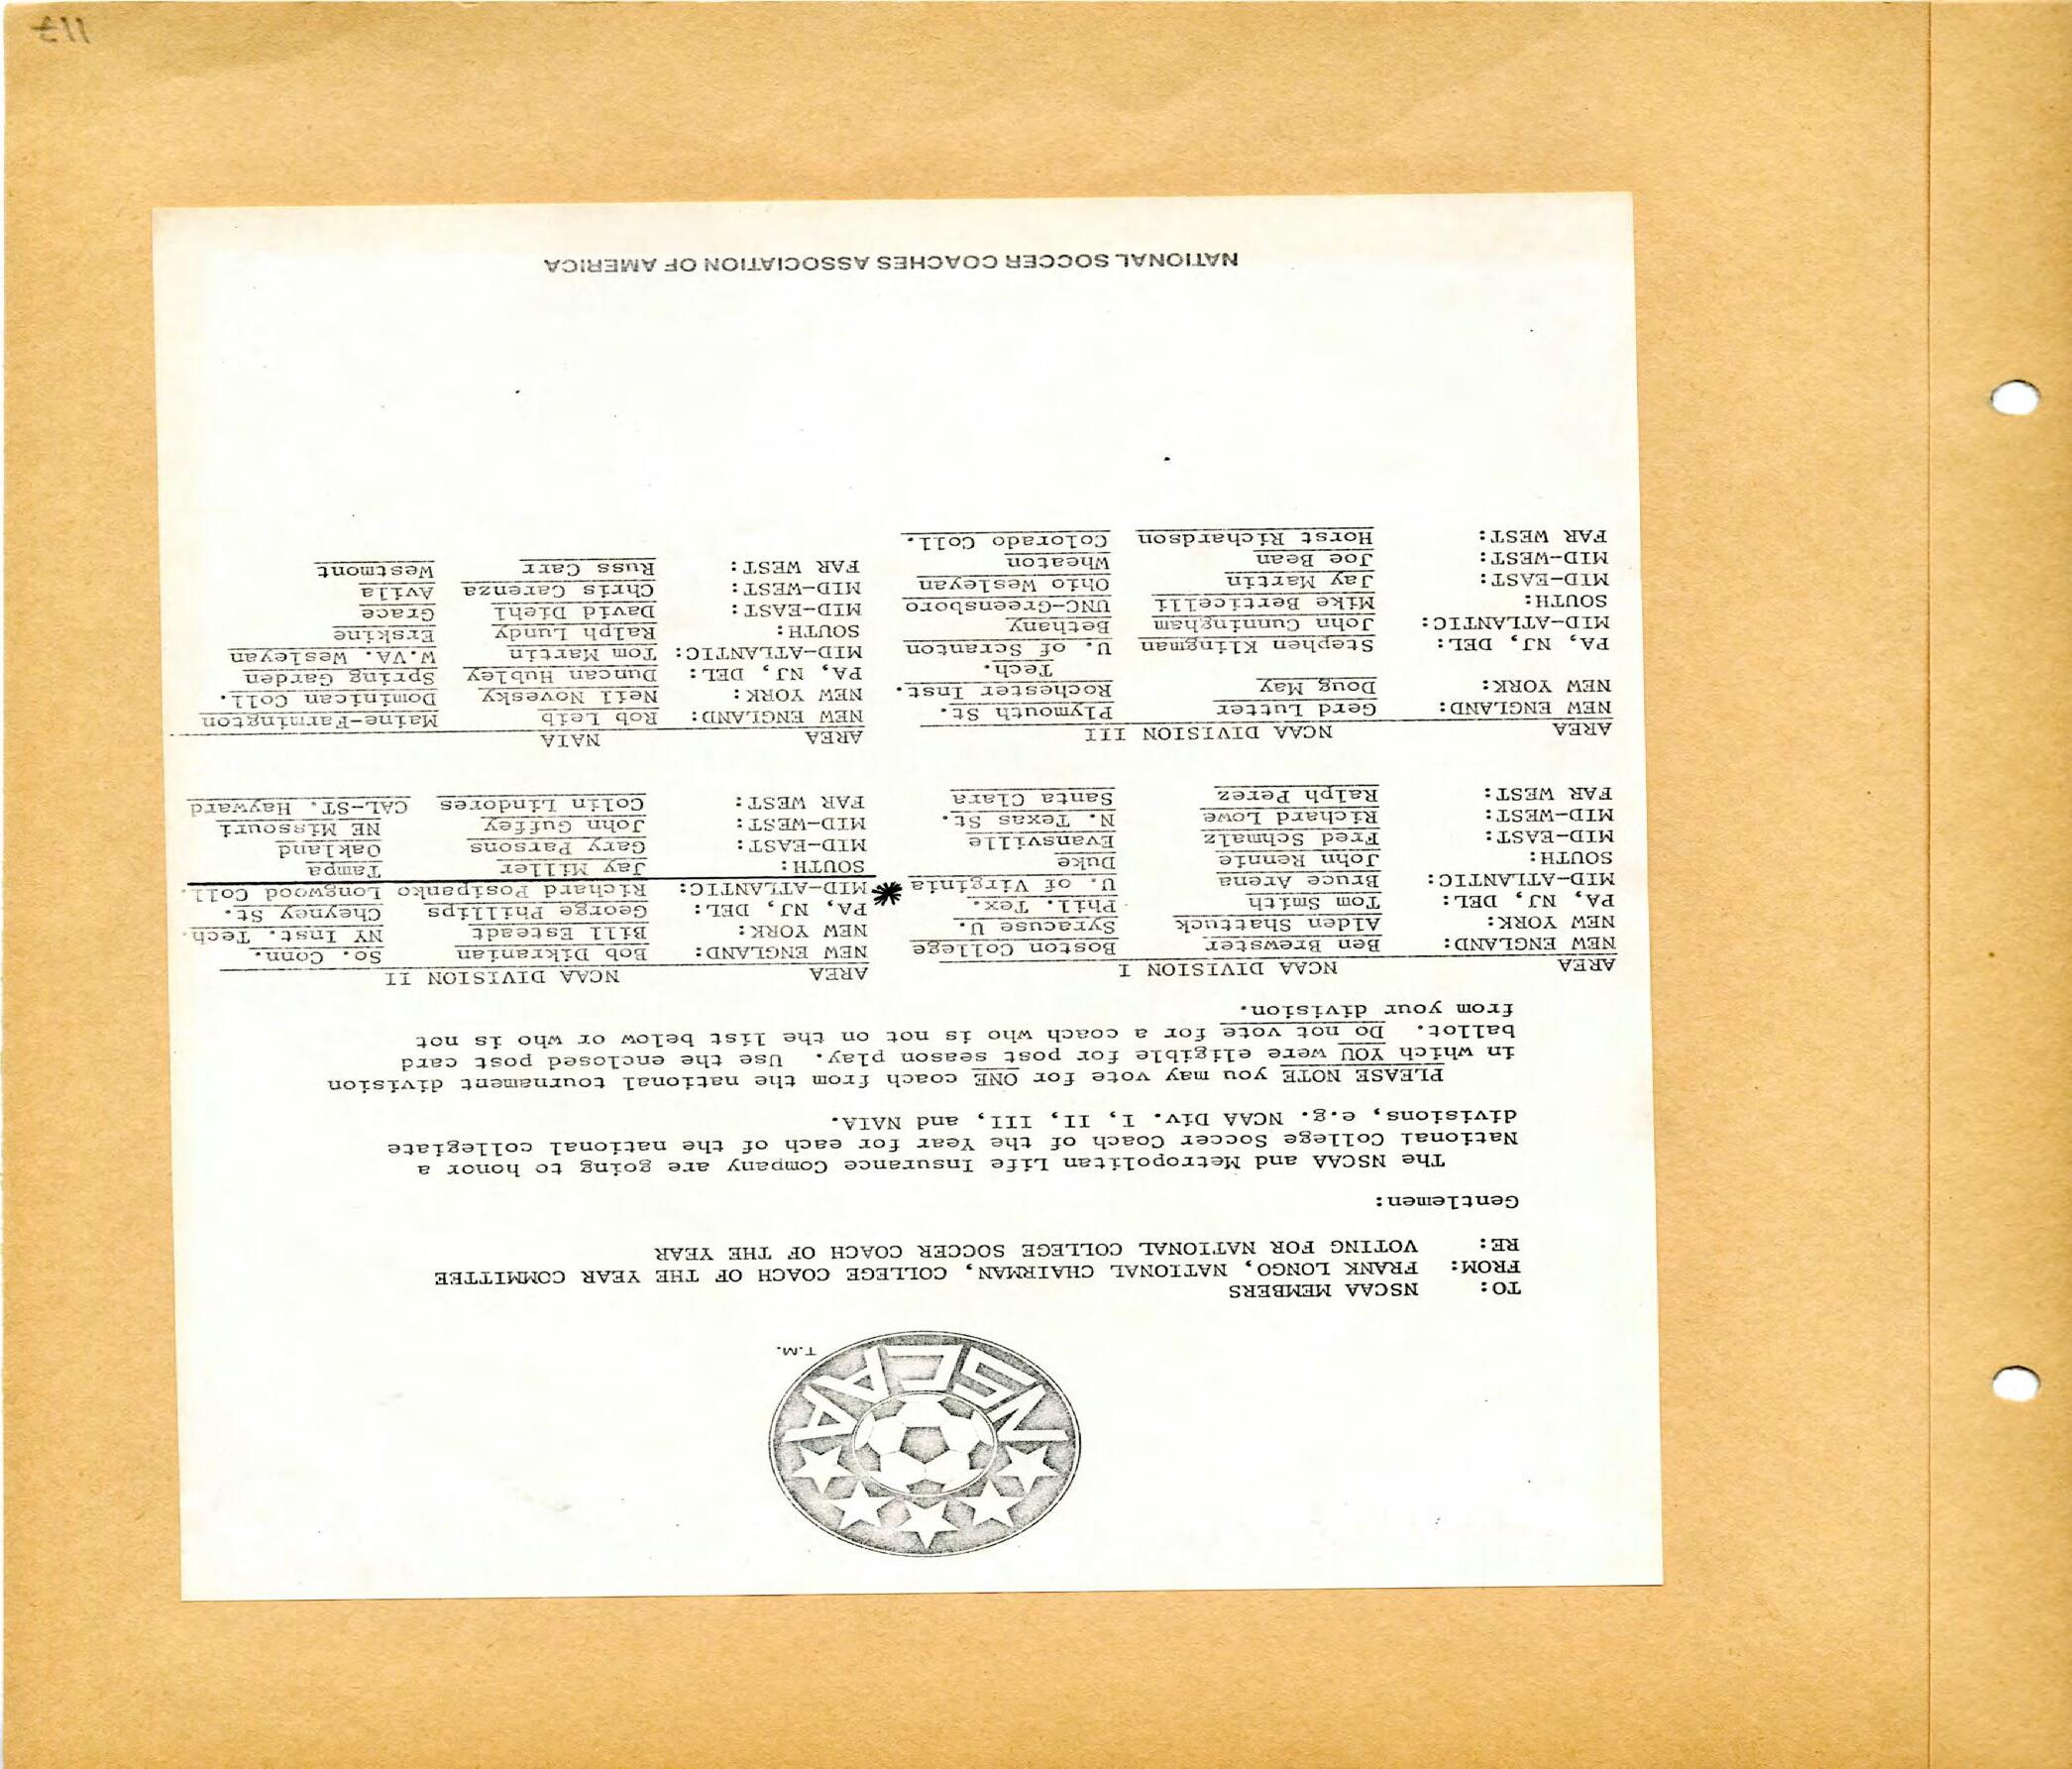 NSCAA
T.M.
TO: NSCAA MEMBERS
FROM: FRANK LONGO, NATIONAL CHAIRMAN, COLLEGE COACH OF THE YEAR COMMITTEE
RE: VOTING FOR NATIONAL COLLEGE SOCCER COACH OF THE YEAR
Gentlemen:
The NSCAA and Metropolitan Life Insurance Company are going to honor a
National College Soccer Coach of the Year for each of the national collegiate
divisions, e.g. NCAA Div. I, II, III, and NAIA.
PLEASE NOTE you may vote for ONE coach from the national tournament division
in which YOU were eligible for post season play. Use the enclosed post card
ballot. Do not vote for a coach who is not on the list below or who is not
from your division.
AREA NCAA DIVISION I
NEW ENGLAND: Ben Brewster Boston College
NEW YORK: Alden Shattuck Syracuse U.
PA, NJ, DEL: Tom Smith Phil. Tex.
MID-ATLANTIC: Bruce Arena U. of Virginia
SOUTH: John Rennie Duke
MID-EAST: Fred Schmalz Evansville
MID-WEST: Richard Lowe N. Texas St.
FAR WEST: Ralph Perez Santa Clara
AREA NCAA DIVISION II
NEW ENGLAND: Bob Dikranian So. Conn.
NEW YORK: Bill Esteadt NY Inst. Tech.
PA, NJ, DEL: George Phillips Cheyney St.
*MID-ATLANTIC: Richard Posipanko Longwood Coll.
SOUTH: Jay Miller Tampa
MID-EAST: Gary Parsons Oakland
MID-WEST: John Guffey NE Missouri
FAR WEST: Colin Lindores CAL-ST. Hayward
AREA NCAA DIVISION III
NEW ENGLAND: Gerd Lutter Plymouth St.
NEW YORK: Doug May Rochester Inst.
Tech.
PA, NJ, DEL: Stephen Klingman U. of Scranton
MID-ATLANTIC: John Cunningham Bethany
SOUTH: Mike Berticelli UNC-Greensboro
MID-EAST: Jay Martin Ohio Wesleyan
MID-WEST: Joe Bean Wheaton
FAR WEST: Horst Richardson Colorado Coll.
AREA NAIA
NEW ENGLAND: Rob Leib Maine-Farmington
NEW YORK: Neil Novesky Dominican Coll.
PA, NJ, DEL: Duncan Hubley Spring Garden
MID-ATLANTIC: Tom Martin W.VA. Wesleyan
SOUTH: Ralph Lundy Erskine
MID-EAST: David Diehl Grace
MID-WEST: Chris Carenza Avila
FAR WEST: Russ Carr Westmont
NATIONAL SOCCER COACHES ASSOCIATION OF AMERICA